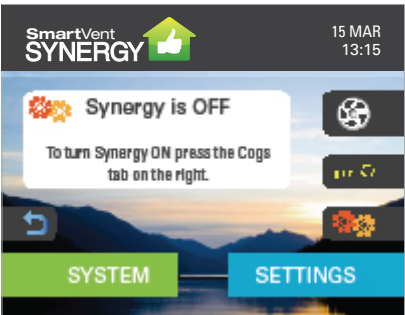 SmartVent
SYNERGY
15 MAR
13:15
Synergy is OFF
To turn Synergy ON press the Cogs
tab on the right.
SYSTEM
SETTINGS